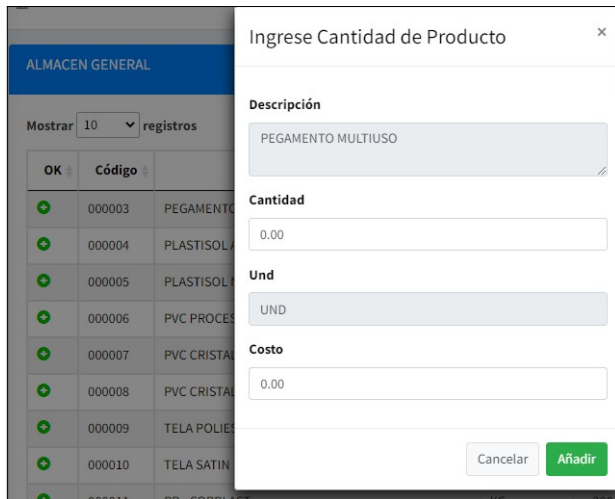 Ingrese Cantidad de Producto ×
ALMACEN GENERAL
Descripción
PEGAMENTO MULTIUSO
Mostrar 10 registros
OK Código
Cantidad
0.00
Und
UND
Costo
0.00
000003 PEGAMENTO
000004 PLASTISOL
000005 PLASTISOL
000006 PVC PROCES
000007 PVC CRISTAL
000008 PVC CRISTAL
000009 TELA POLIES
000010 TELA SATIN
Cancelar Añadir